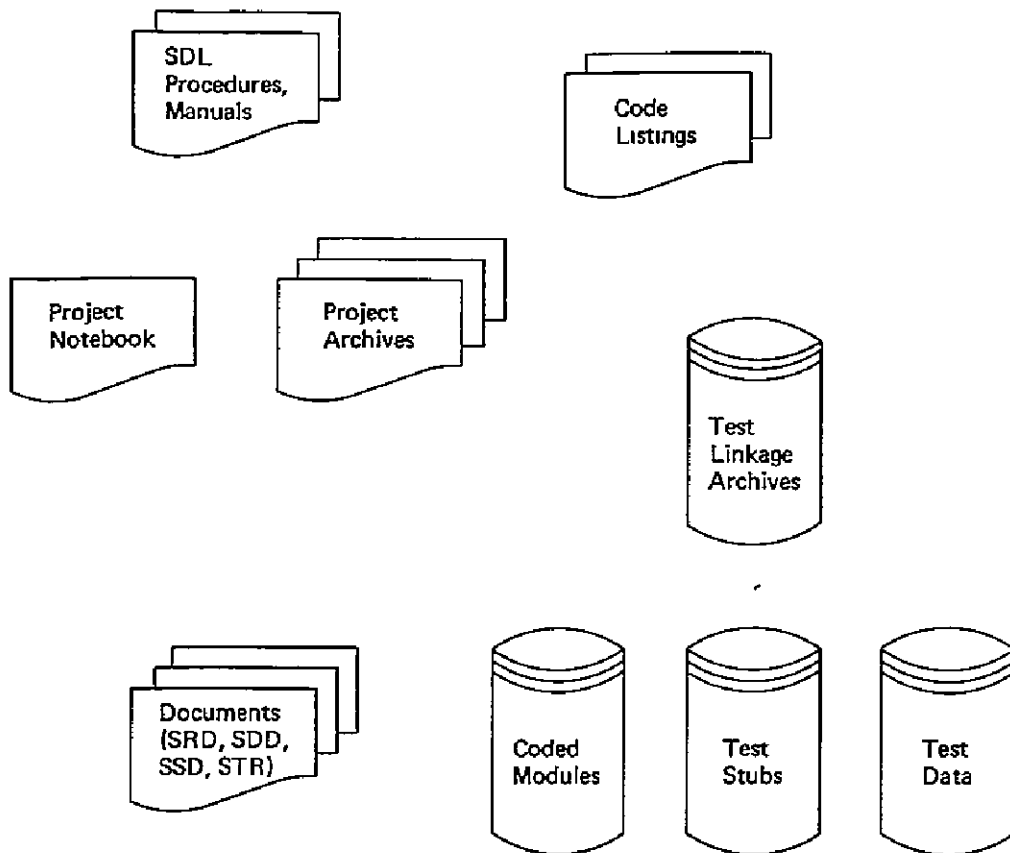 SDL
Procedures,
Manuals
Code
Listings
Project
Notebook
Project
Archives
Test
Linkage
Archives
Documents
(SRD, SDD,
SSD, STR)
Coded
Modules
Test
Stubs
Test
Data